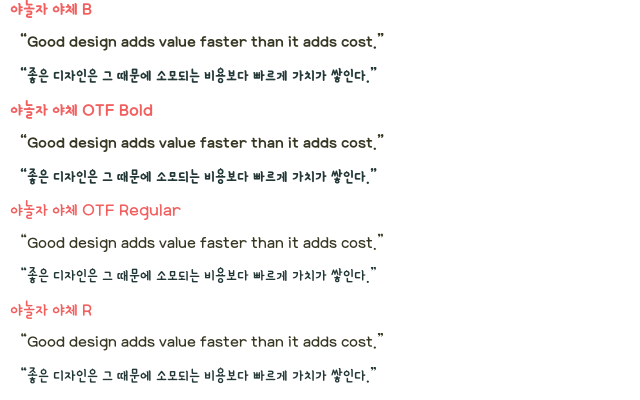 야놀자 야체 B
“Good design adds value faster than it adds cost.”
“좋은 디자인은 그 때문에 소모되는 비용보다 빠르게 가치가 쌓인다.”
야놀자 야체 OTF Bold
“Good design adds value faster than it adds cost.”
“좋은 디자인은 그 때문에 소모되는 비용보다 빠르게 가치가 쌓인다.”
야놀자 야체 OTF Regular
“Good design adds value faster than it adds cost.”
“좋은 디자인은 그 때문에 소모되는 비용보다 빠르게 가치가 쌓인다.”
야놀자 야체 R
“Good design adds value faster than it adds cost.”
“좋은 디자인은 그 때문에 소모되는 비용보다 빠르게 가치가 쌓인다.”